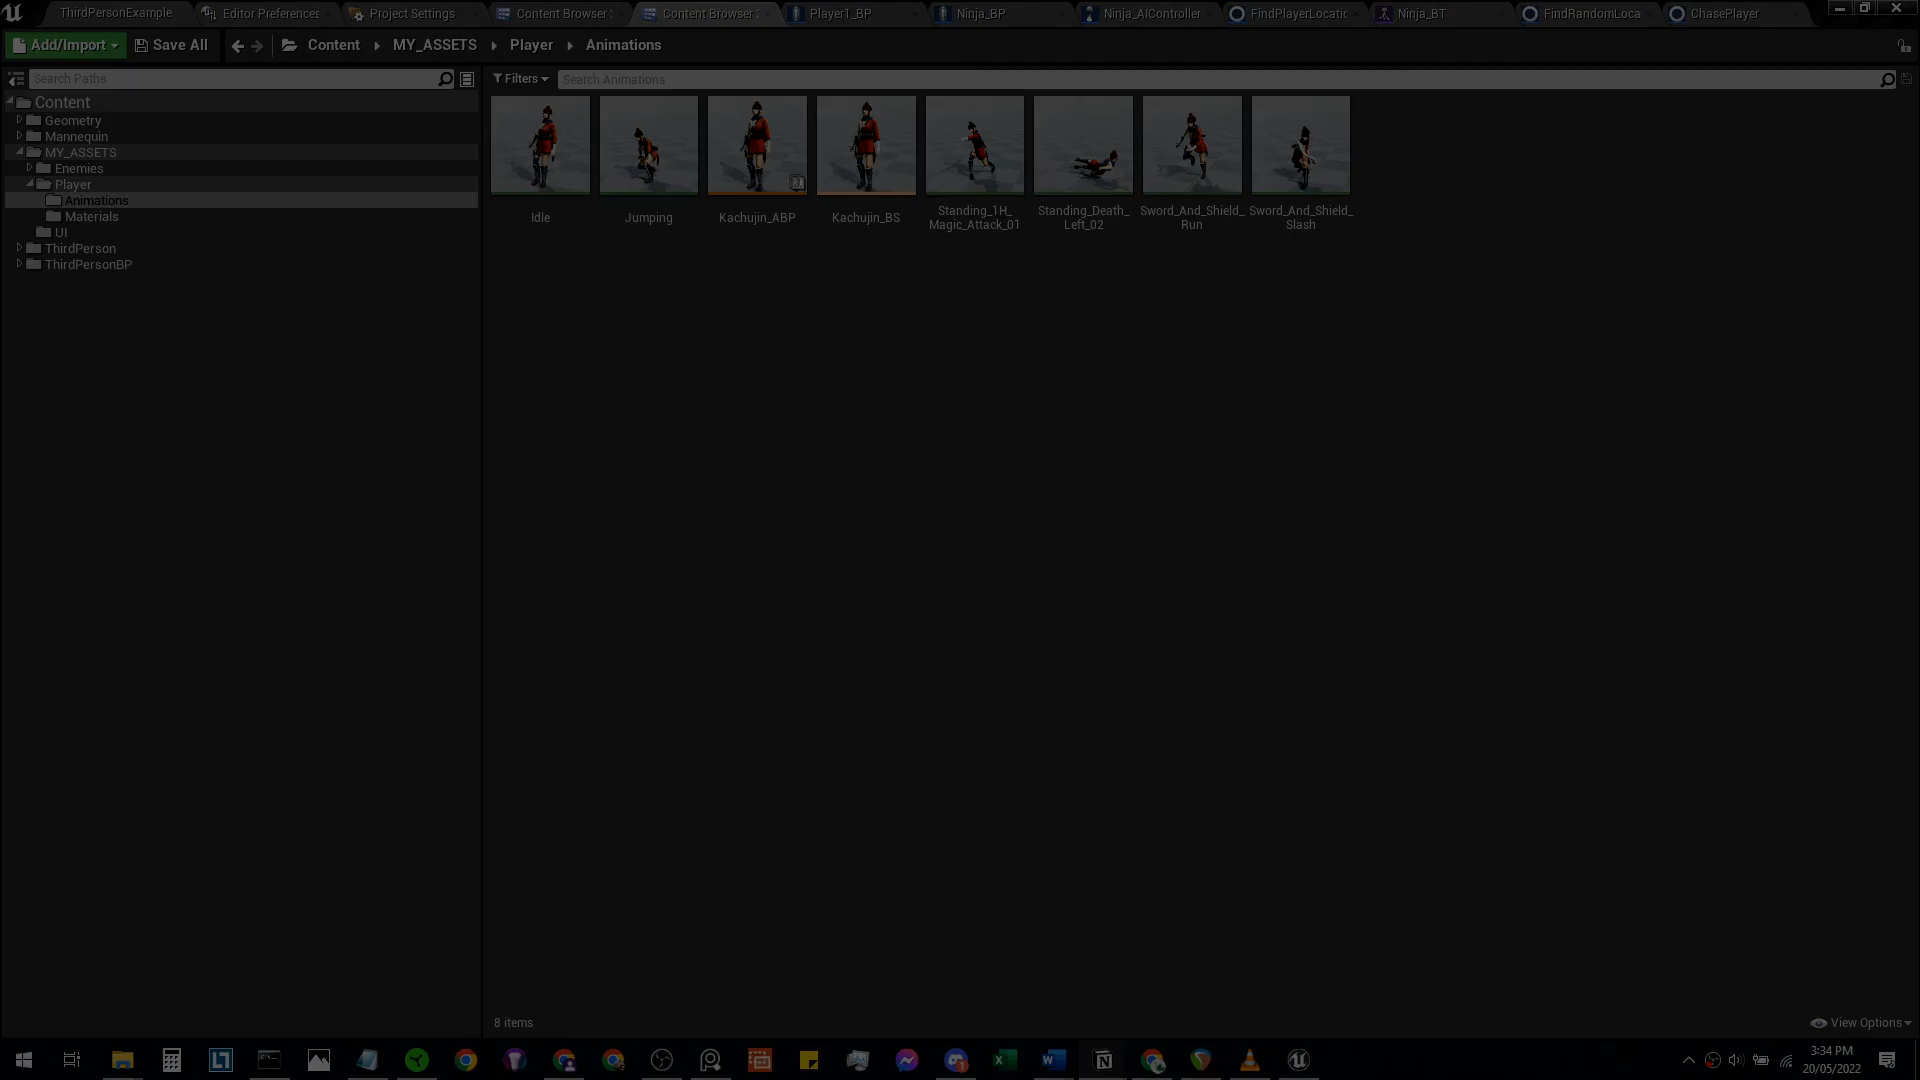 ThirdPersonExample
Editor Preferences
Project Settings
Content Browser
Content Browser
Player1_BP
Ninja_BP
Ninja_AIController
FindPlayerLocatic
Ninja_BT
FindRandomLoca
ChasePlayer
Add/Import
Save All
Content
MY_ASSETS
Player
Animations
Search Paths
Filters
Search Animations
Content
Geometry
Mannequin
MY_ASSETS
Enemies
Player
Animations
Materials
UI
ThirdPerson
ThirdPersonBP
Idle
Jumping
Kachujin_ABP
Kachujin_BS
Standing_1H_
Magic_Attack_01
Standing_Death_
Left_02
Sword_And_Shield_
Run
Sword_And_Shield_
Slash
8 items
View Options
3:34 PM
20/05/2022